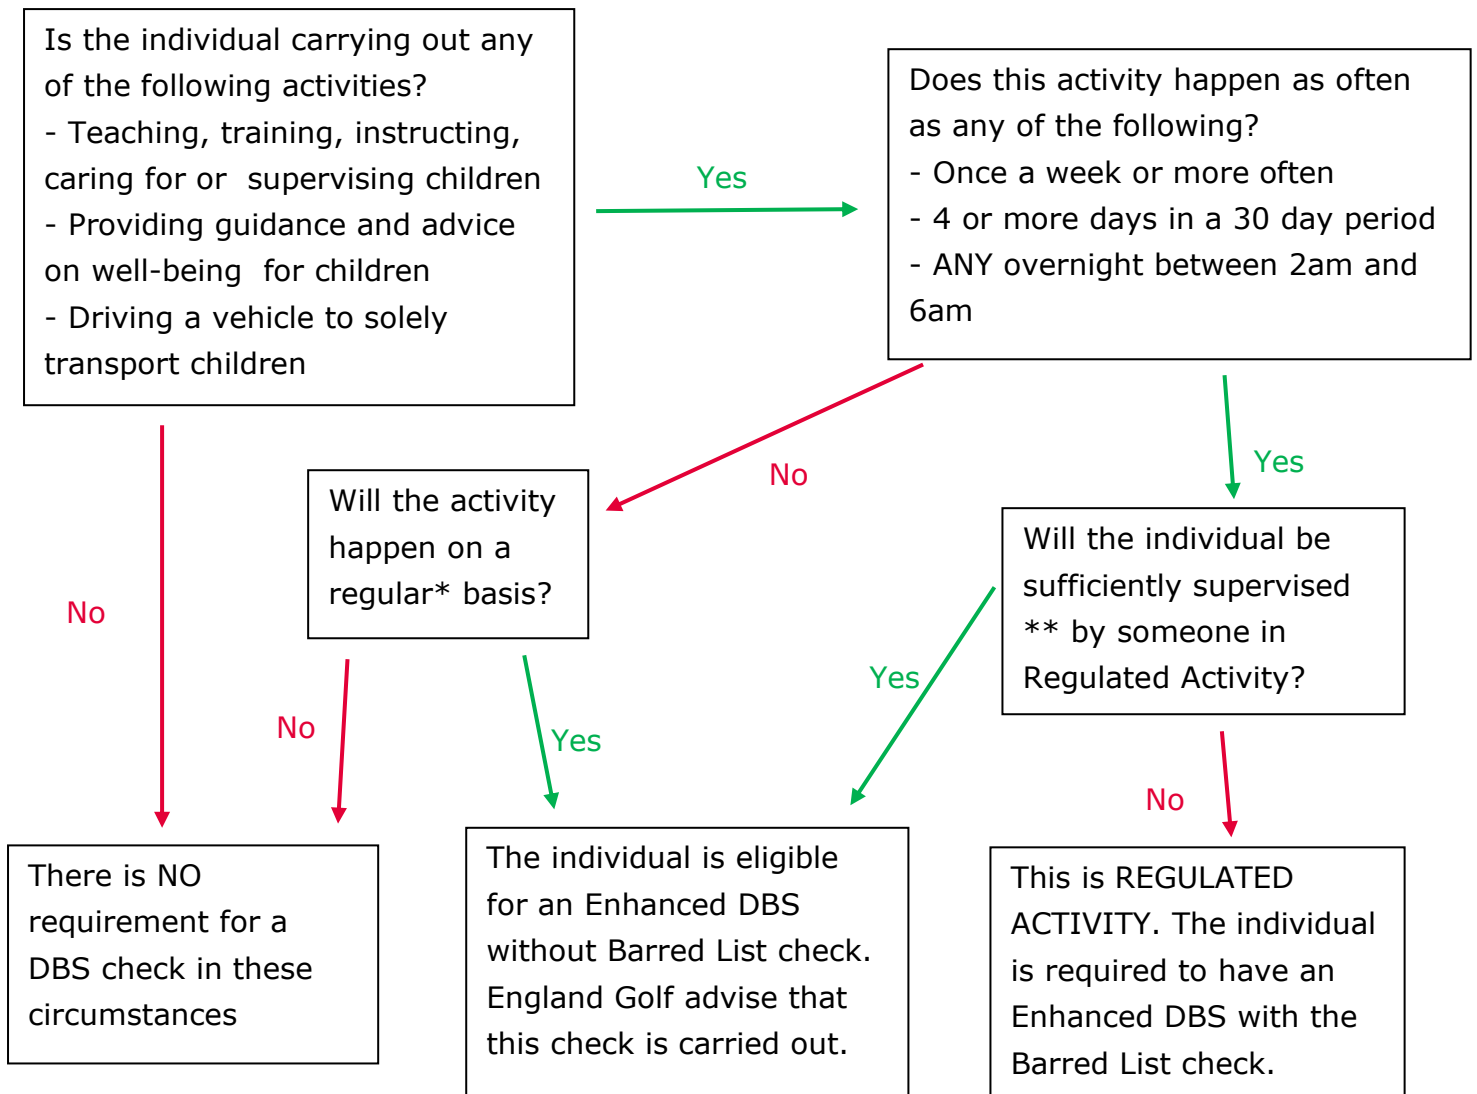 Is the individual carrying out any
of the following activities?
- Teaching, training, instructing,
caring for or  supervising children
- Providing guidance and advice
on well-being  for children
- Driving a vehicle to solely
transport children
Yes
Does this activity happen as often
as any of the following?
- Once a week or more often
- 4 or more days in a 30 day period
- ANY overnight between 2am and
6am
No
No
Yes
Will the activity
happen on a
regular* basis?
Will the individual be
sufficiently supervised
** by someone in
Regulated Activity?
No
Yes
Yes
No
There is NO
requirement for a
DBS check in these
circumstances
The individual is eligible
for an Enhanced DBS
without Barred List check.
England Golf advise that
this check is carried out.
This is REGULATED
ACTIVITY. The individual
is required to have an
Enhanced DBS with the
Barred List check.